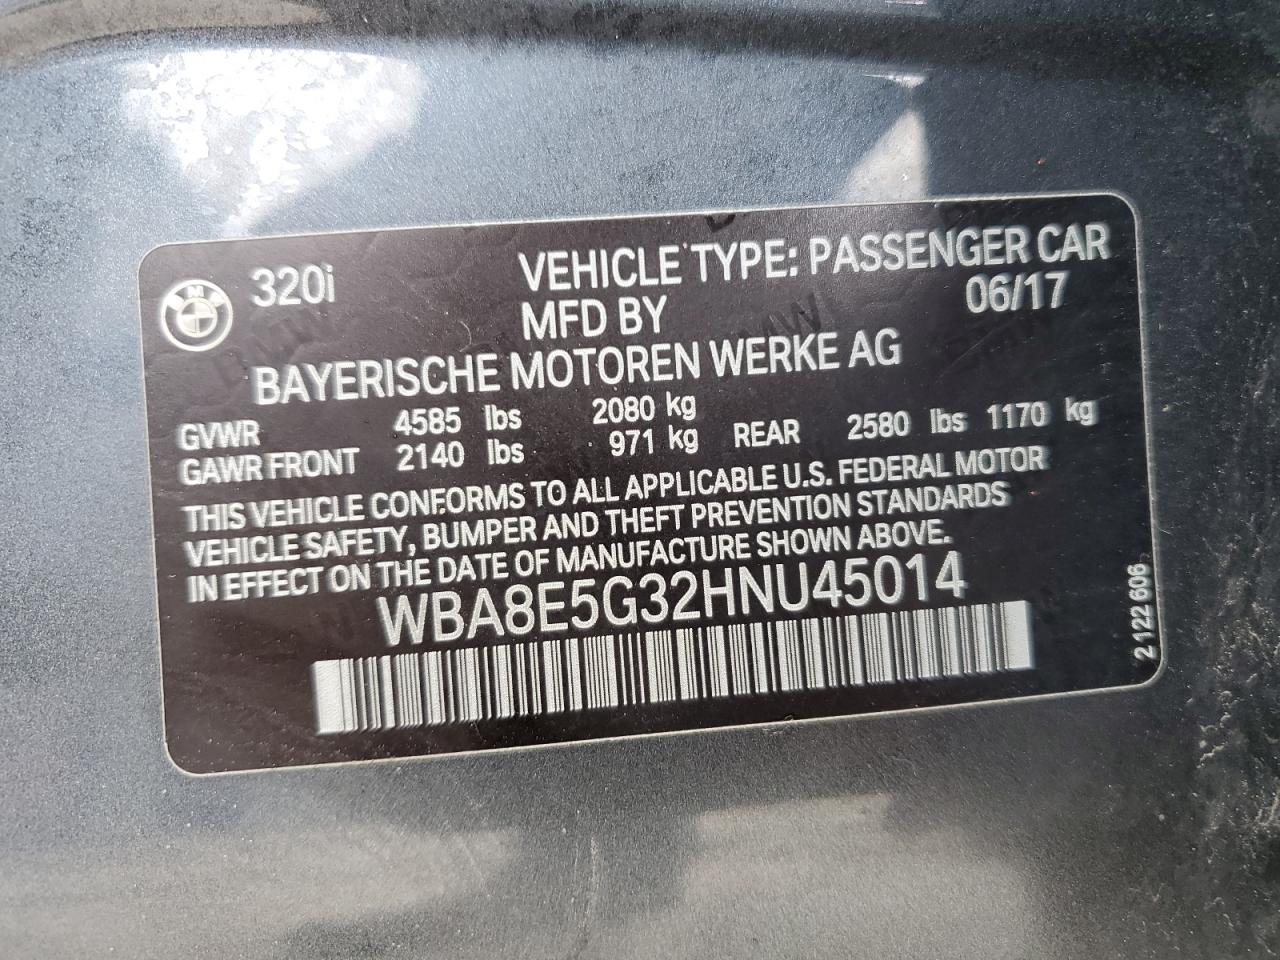 BMW 320i VEHICLE TYPE: PASSENGER CAR
MFD BY 06/17
BAYERISCHE MOTOREN WERKE AG
GVWR 4585 lbs 2080 kg
GAWR FRONT 2140 lbs 971 kg REAR 2580 lbs 1170 kg
THIS VEHICLE CONFORMS TO ALL APPLICABLE U.S. FEDERAL MOTOR
VEHICLE SAFETY, BUMPER AND THEFT PREVENTION STANDARDS
IN EFFECT ON THE DATE OF MANUFACTURE SHOWN ABOVE.
WBA8E5G32HNU45014
2 122 606